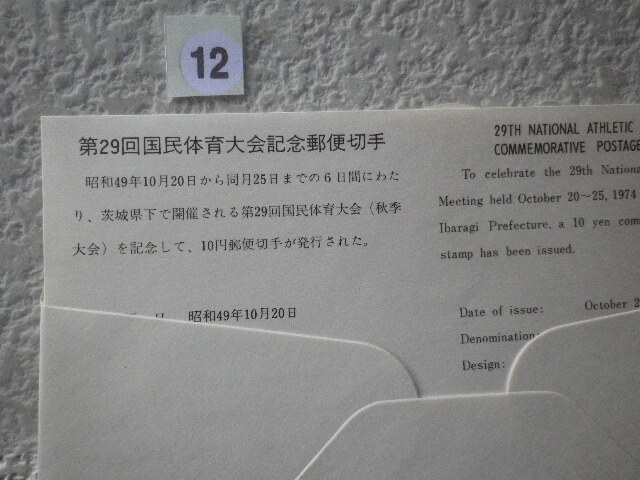 12
第29回国民体育大会記念郵便切手
昭和49年10月20日から同月25日までの6日間にわた
り、茨城県下で開催される第29回国民体育大会（秋季
大会）を記念して、10円郵便切手が発行された。
日 昭和49年10月20日
29TH NATIONAL ATHLETIC
COMMEMORATIVE POSTAGE
To celebrate the 29th Nationa
Meeting held October 20~25, 1974
Ibaragi Prefecture, a 10 yen com
stamp has been issued.
Date of issue: October 2
Denomination:
Design: